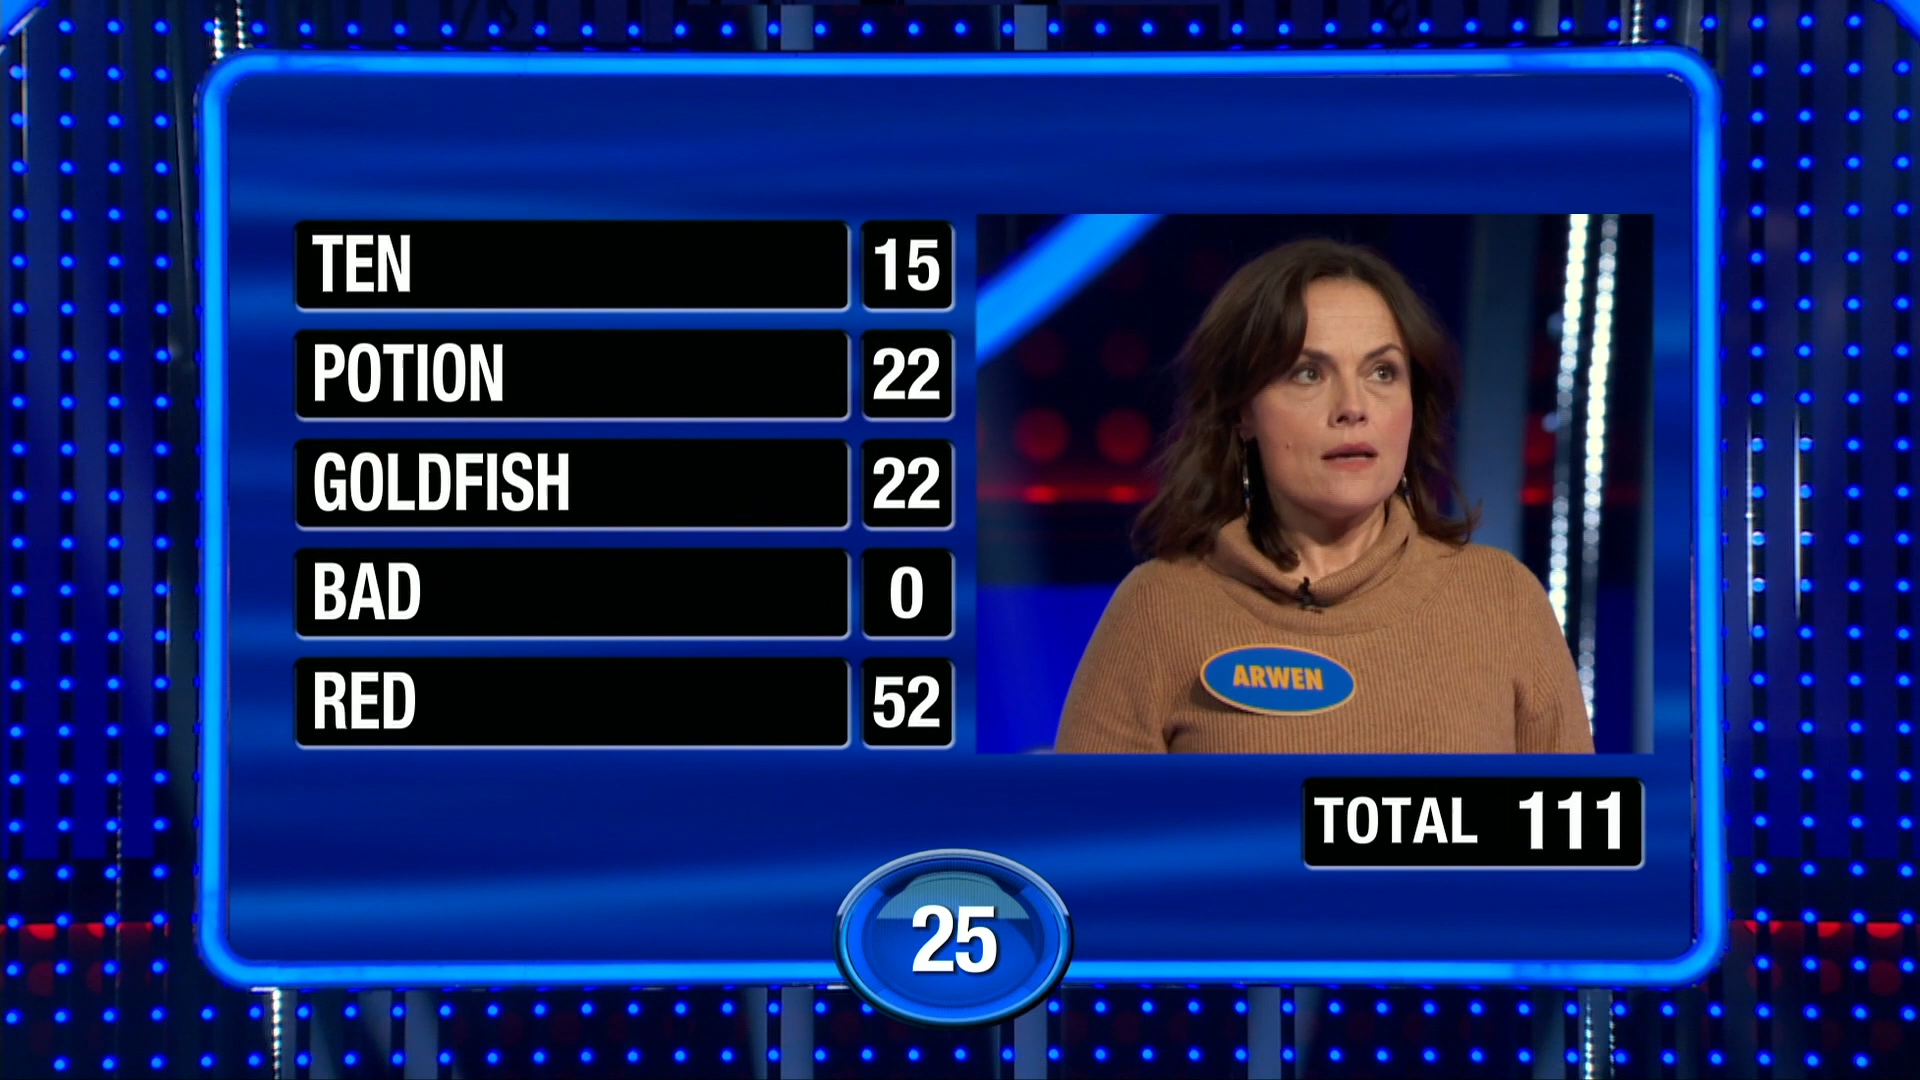 TEN 15
POTION 22
GOLDFISH 22
BAD 0
RED 52
ARWEN
TOTAL 111
25